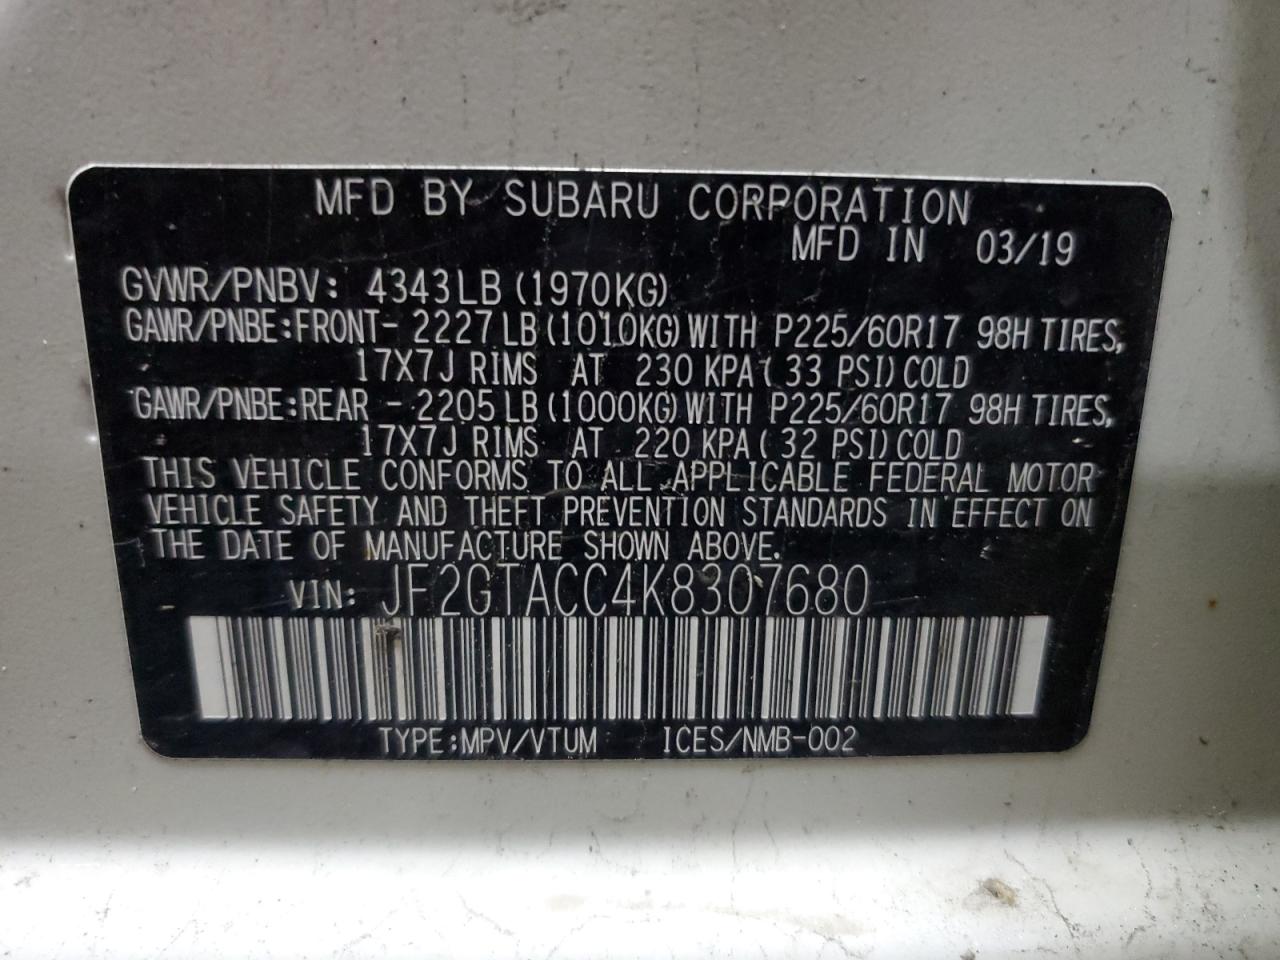 MFD BY SUBARU CORPORATION
MFD IN 03/19
GVWR/PNBV: 4343LB (1970KG)
GAWR/PNBE:FRONT- 2227LB (1010KG) WITH P225/60R17 98H TIRES,
17X7J RIMS AT 230 KPA( 33 PSI) COLD
GAWR/PNBE:REAR - 2205LB (1000KG) WITH P225/60R17 98H TIRES,
17X7J RIMS AT 220 KPA( 32 PSI) COLD
THIS VEHICLE CONFORMS TO ALL APPLICABLE FEDERAL MOTOR
VEHICLE SAFETY AND THEFT PREVENTION STANDARDS IN EFFECT ON
THE DATE OF MANUFACTURE SHOWN ABOVE.
VIN: JF2GTACC4K8307680
TYPE:MPV/VTUM ICES/NMB-002